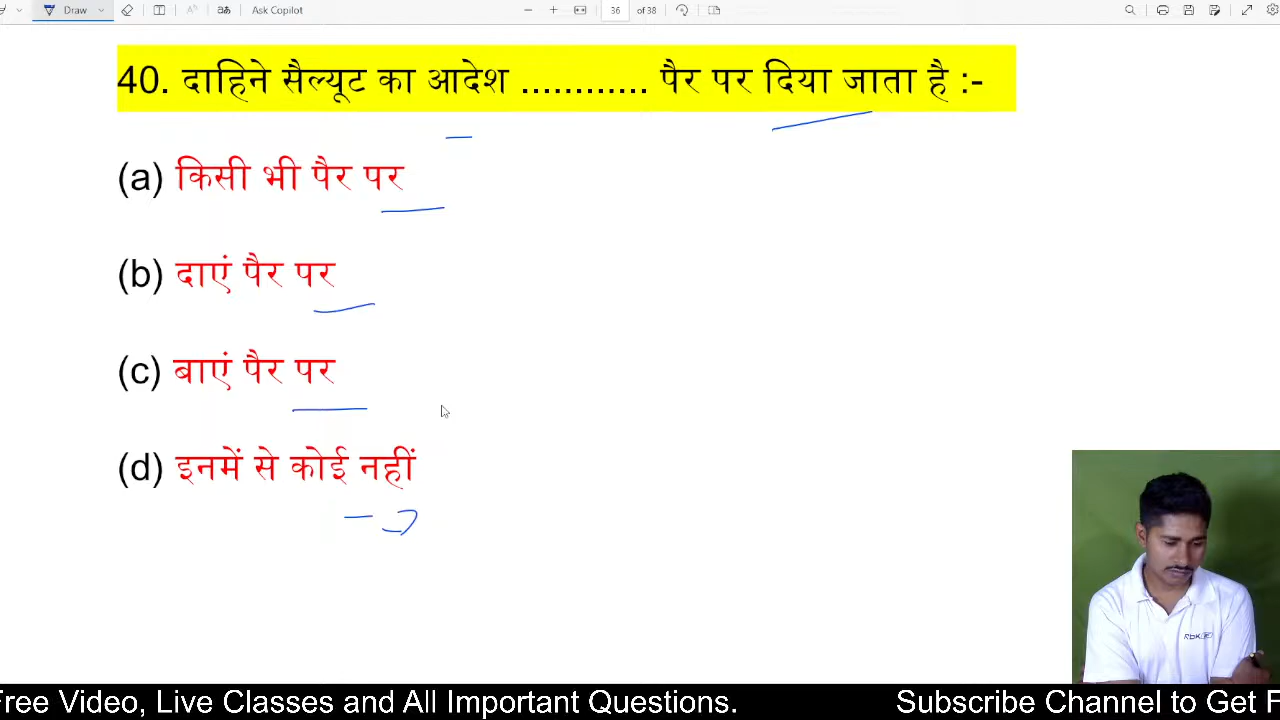 Draw
Ask Copilot
36 of 38
40. दाहिने सैल्यूट का आदेश ............ पैर पर दिया जाता है :-
(a) किसी भी पैर पर
(b) दाएं पैर पर
(c) बाएं पैर पर
(d) इनमें से कोई नहीं
Free Video, Live Classes and All Important Questions. Subscribe Channel to Get F